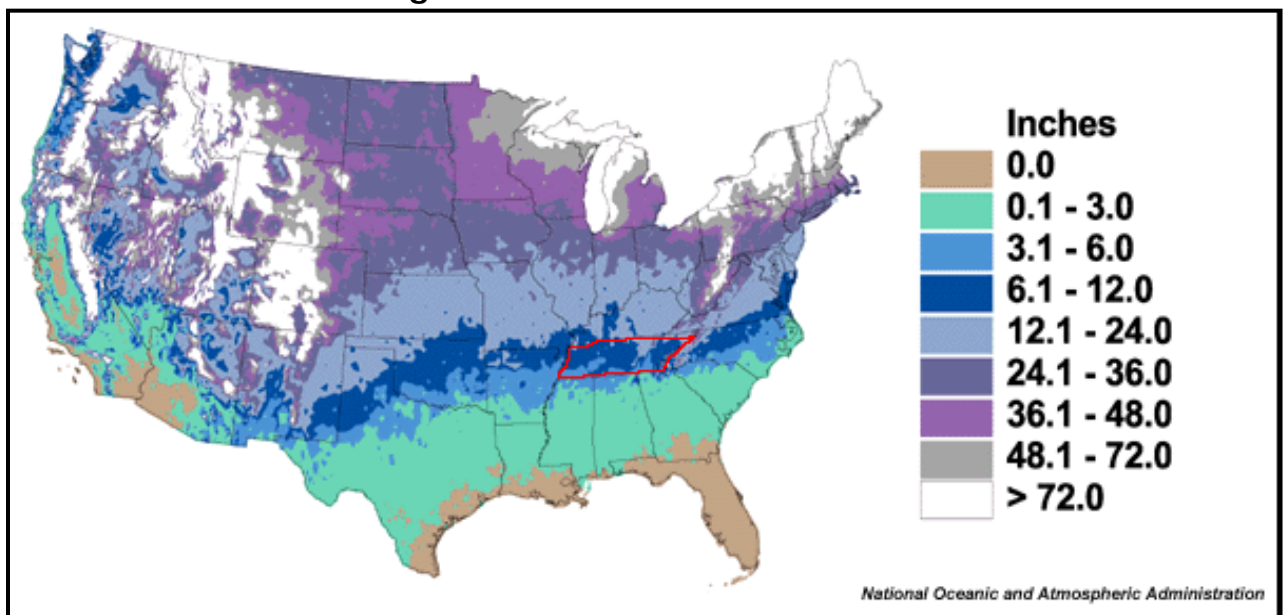 Inches
0.0
0.1 - 3.0
3.1 - 6.0
6.1 - 12.0
12.1 - 24.0
24.1 - 36.0
36.1 - 48.0
48.1 - 72.0
> 72.0
National Oceanic and Atmospheric Administration